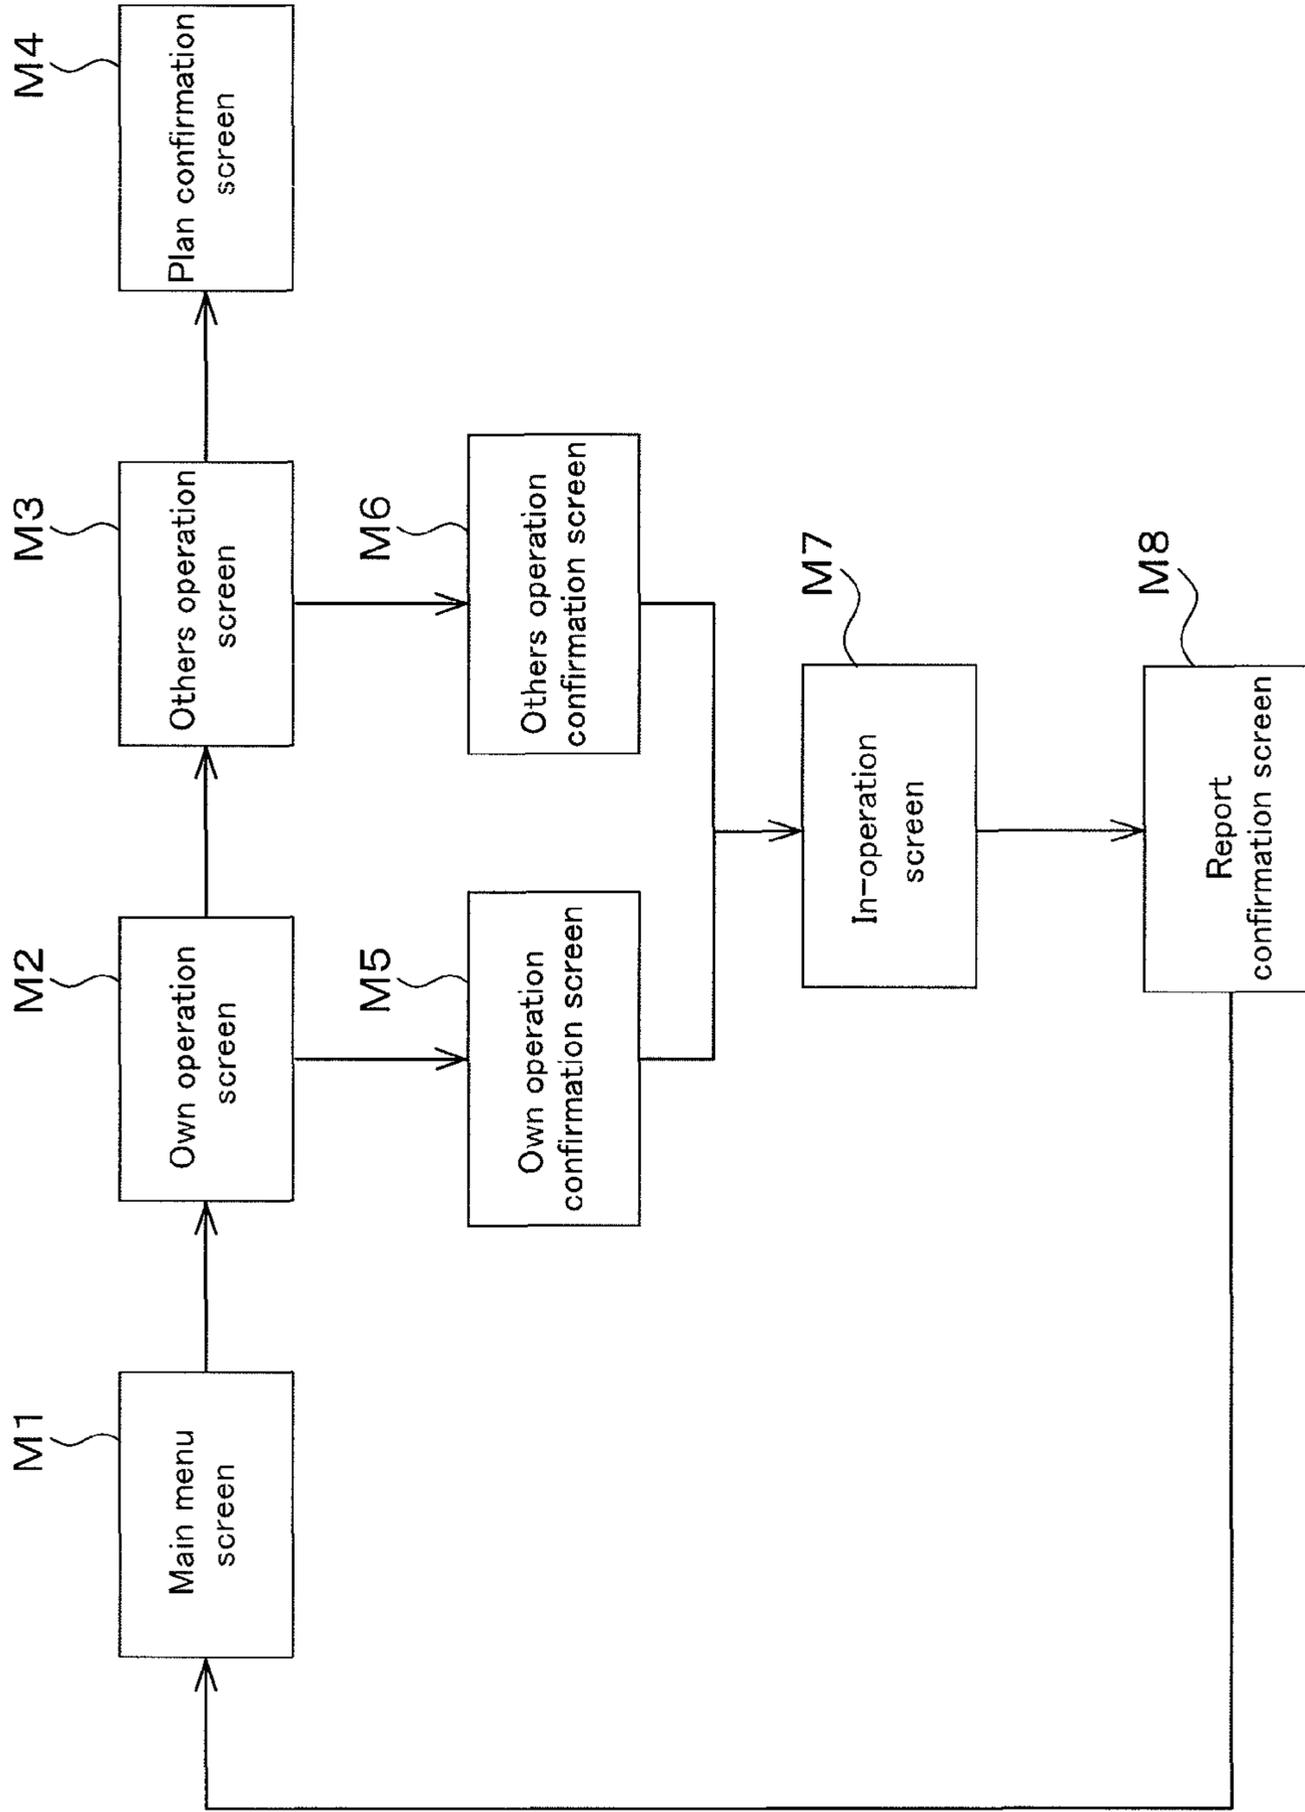 M1
Main menu
screen
M2
Own operation
screen
M3
Others operation
screen
M4
Plan confirmation
screen
M5
Own operation
confirmation screen
M6
Others operation
confirmation screen
M7
In-operation
screen
M8
Report
confirmation screen